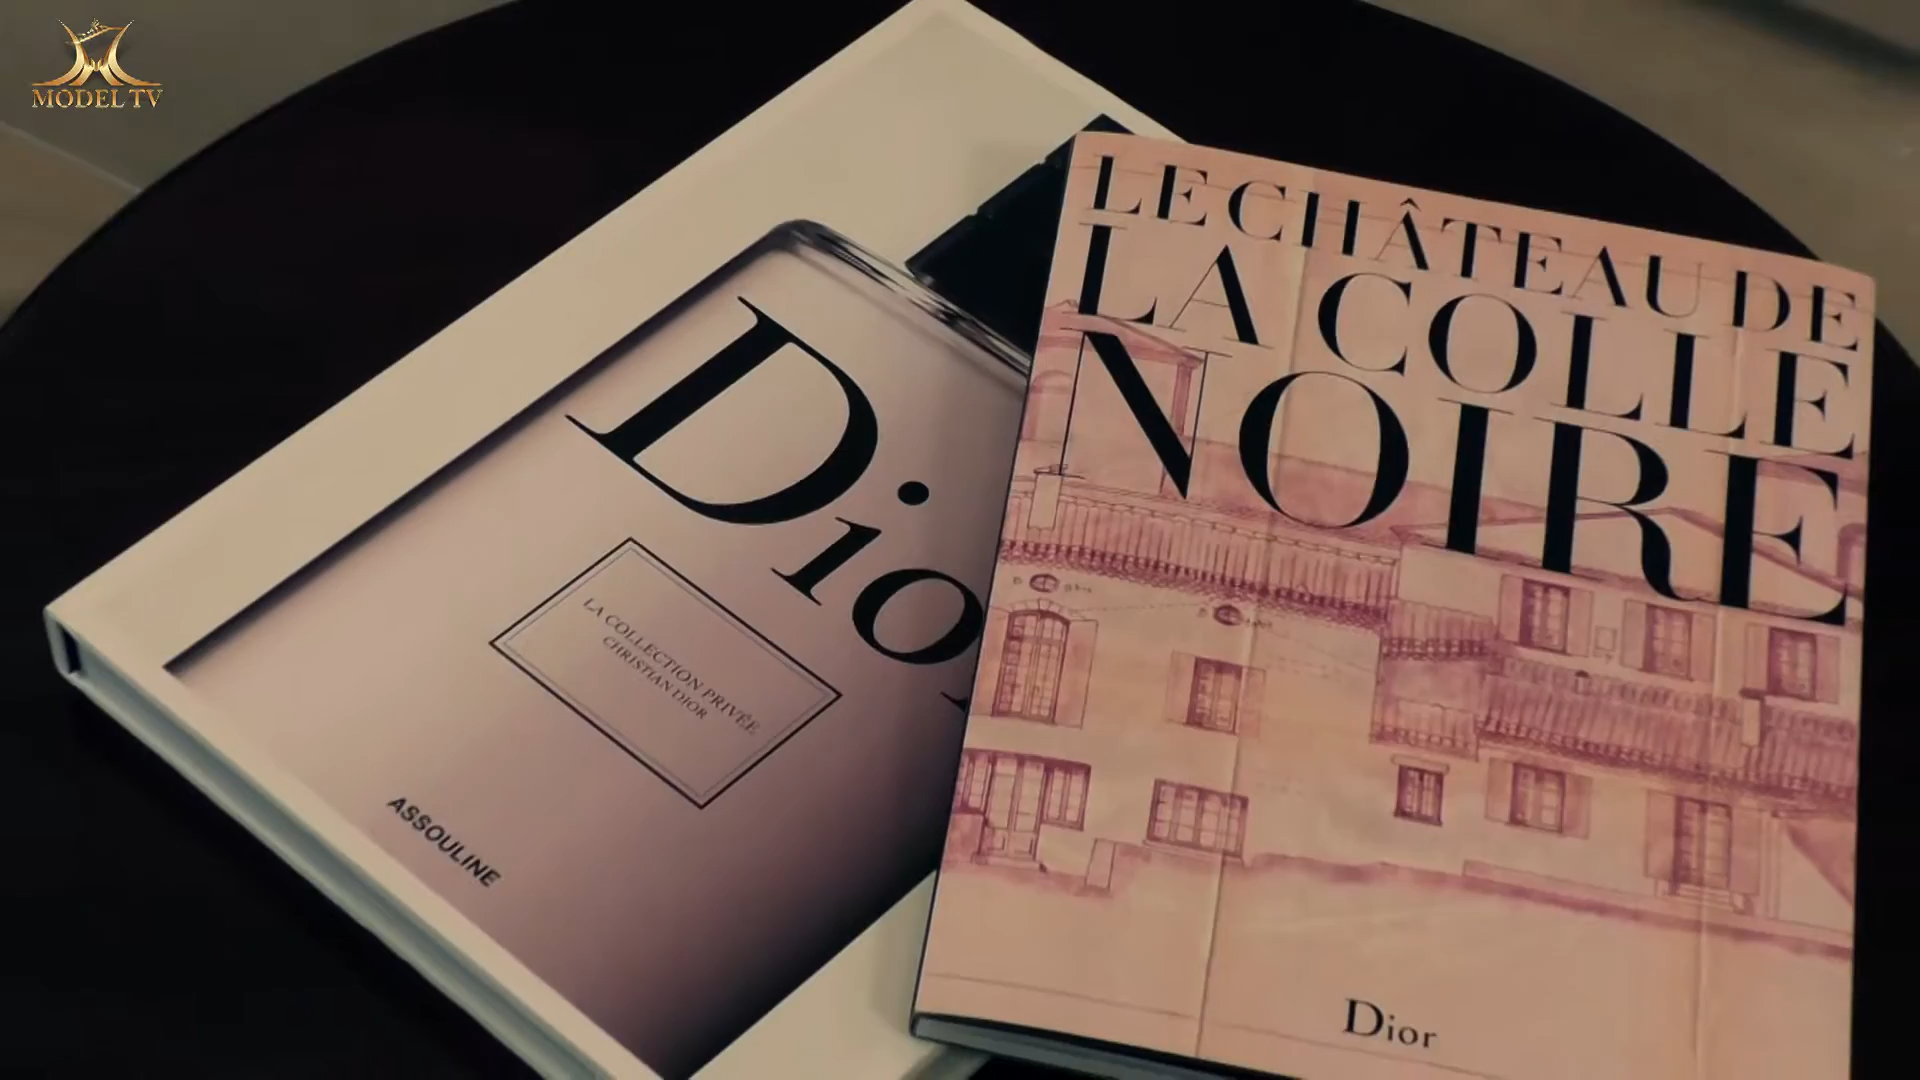 MODEL TV
LE CHÂTEAU DE
LA COLLE
NOIRE
Dior
Dior
LA COLLECTION PRIVÉE
CHRISTIAN DIOR
ASSOULINE